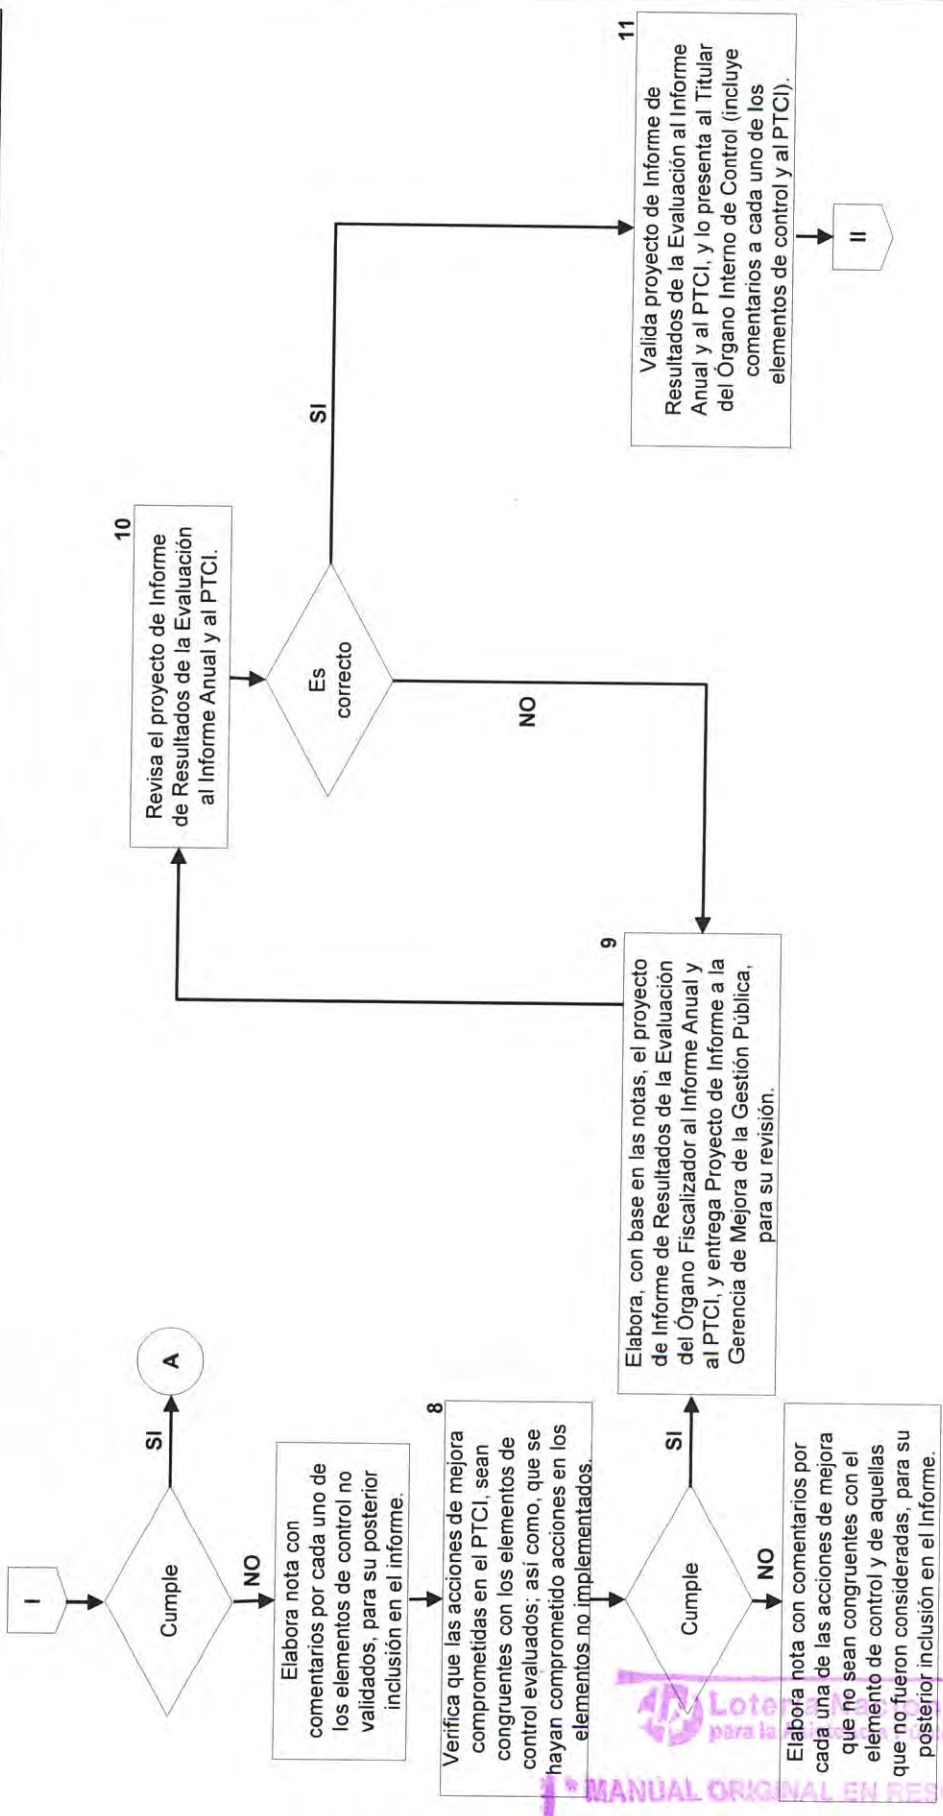 I
Cumple
SI
A
NO
Elabora nota con
comentarios por cada uno de
los elementos de control no
validados, para su posterior
inclusión en el informe.
8
Verifica que las acciones de mejora
comprometidas en el PTCI, sean
congruentes con los elementos de
control evaluados; así como, que se
hayan comprometido acciones en los
elementos no implementados.
Cumple
SI
NO
Elabora nota con comentarios por
cada una de las acciones de mejora
que no sean congruentes con el
elemento de control y de aquellas
que no fueron consideradas, para su
posterior inclusión en el Informe.
9
Elabora, con base en las notas, el proyecto
de Informe de Resultados de la Evaluación
del Órgano Fiscalizador al Informe Anual y
al PTCI, y entrega Proyecto de Informe a la
Gerencia de Mejora de la Gestión Pública,
para su revisión.
10
Revisa el proyecto de Informe
de Resultados de la Evaluación
al Informe Anual y al PTCI.
Es
correcto
SI
NO
11
Valida proyecto de Informe de
Resultados de la Evaluación al Informe
Anual y al PTCI, y lo presenta al Titular
del Órgano Interno de Control (incluye
comentarios a cada uno de los
elementos de control y al PTCI).
II
Lotería Nacional
para la
* MANUAL ORIGINAL EN